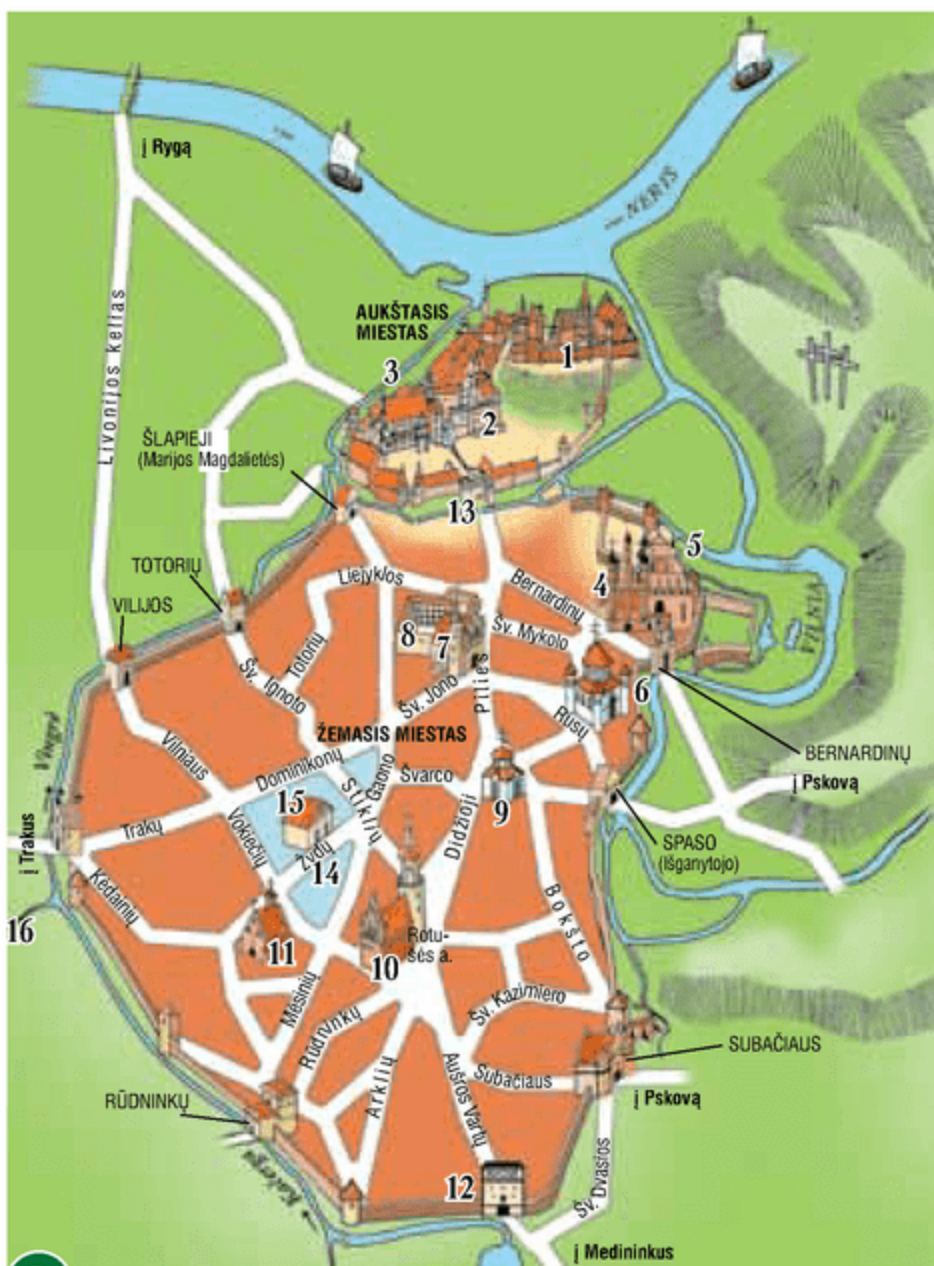 į Rygą
NERIS
Livonijos kelias
AUKŠTASIS
MIESTAS
1
3
2
ŠLAPIEJI
(Marijos Magdalietės)
13
5
TOTORIŲ
Liejyklos
Bernardinų
4
VILIJOS
8
7
Šv. Mykolo
VILNIA
Totorių
Šv. Ignoto
Šv. Jono
Pilies
6
Rusų
ŽEMASIS MIESTAS
BERNARDINŲ
Vilniaus
Dominikonų
Gaono
Švarco
į Pskovą
Stiklių
15
9
į Trakus
Trakų
Vokiečių
Didžioji
SPASO
(Išganytojo)
Žydų
14
Kėdainių
Bokšto
16
11
10
Rotu-
šės a.
Mėsinių
Šv. Kazimiero
Rūdninkų
SUBAČIAUS
Arklių
Aušros Vartų
Subačiaus
į Pskovą
RŪDNINKŲ
12
Šv. Dvasios
į Medininkus